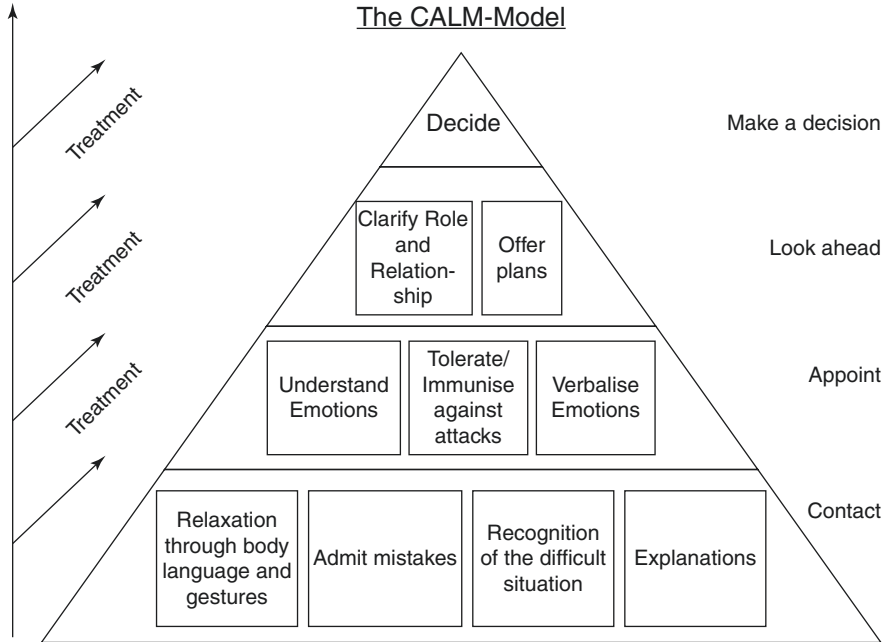 The CALM-Model
Treatment
Decide
Make a decision
Treatment
Clarify Role
and
Relation-
ship
Offer
plans
Look ahead
Treatment
Understand
Emotions
Tolerate/
Immunise
against
attacks
Verbalise
Emotions
Appoint
Relaxation
through body
language and
gestures
Admit mistakes
Recognition
of the difficult
situation
Explanations
Contact